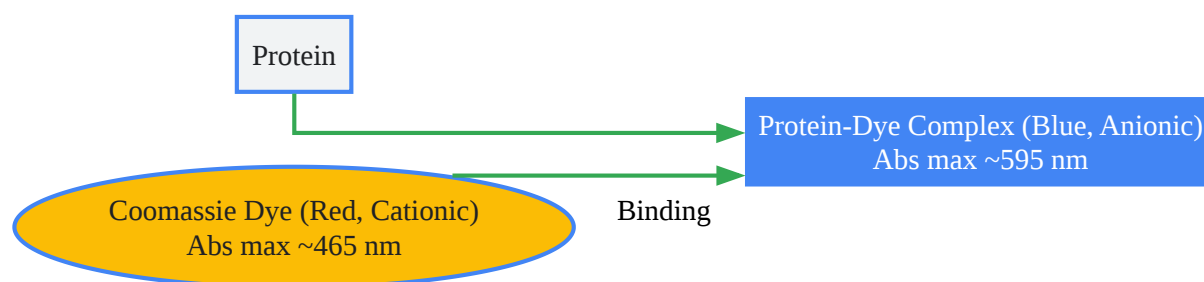 Protein
Protein-Dye Complex (Blue, Anionic)
Abs max ~595 nm
Coomassie Dye (Red, Cationic)
Abs max ~465 nm
Binding